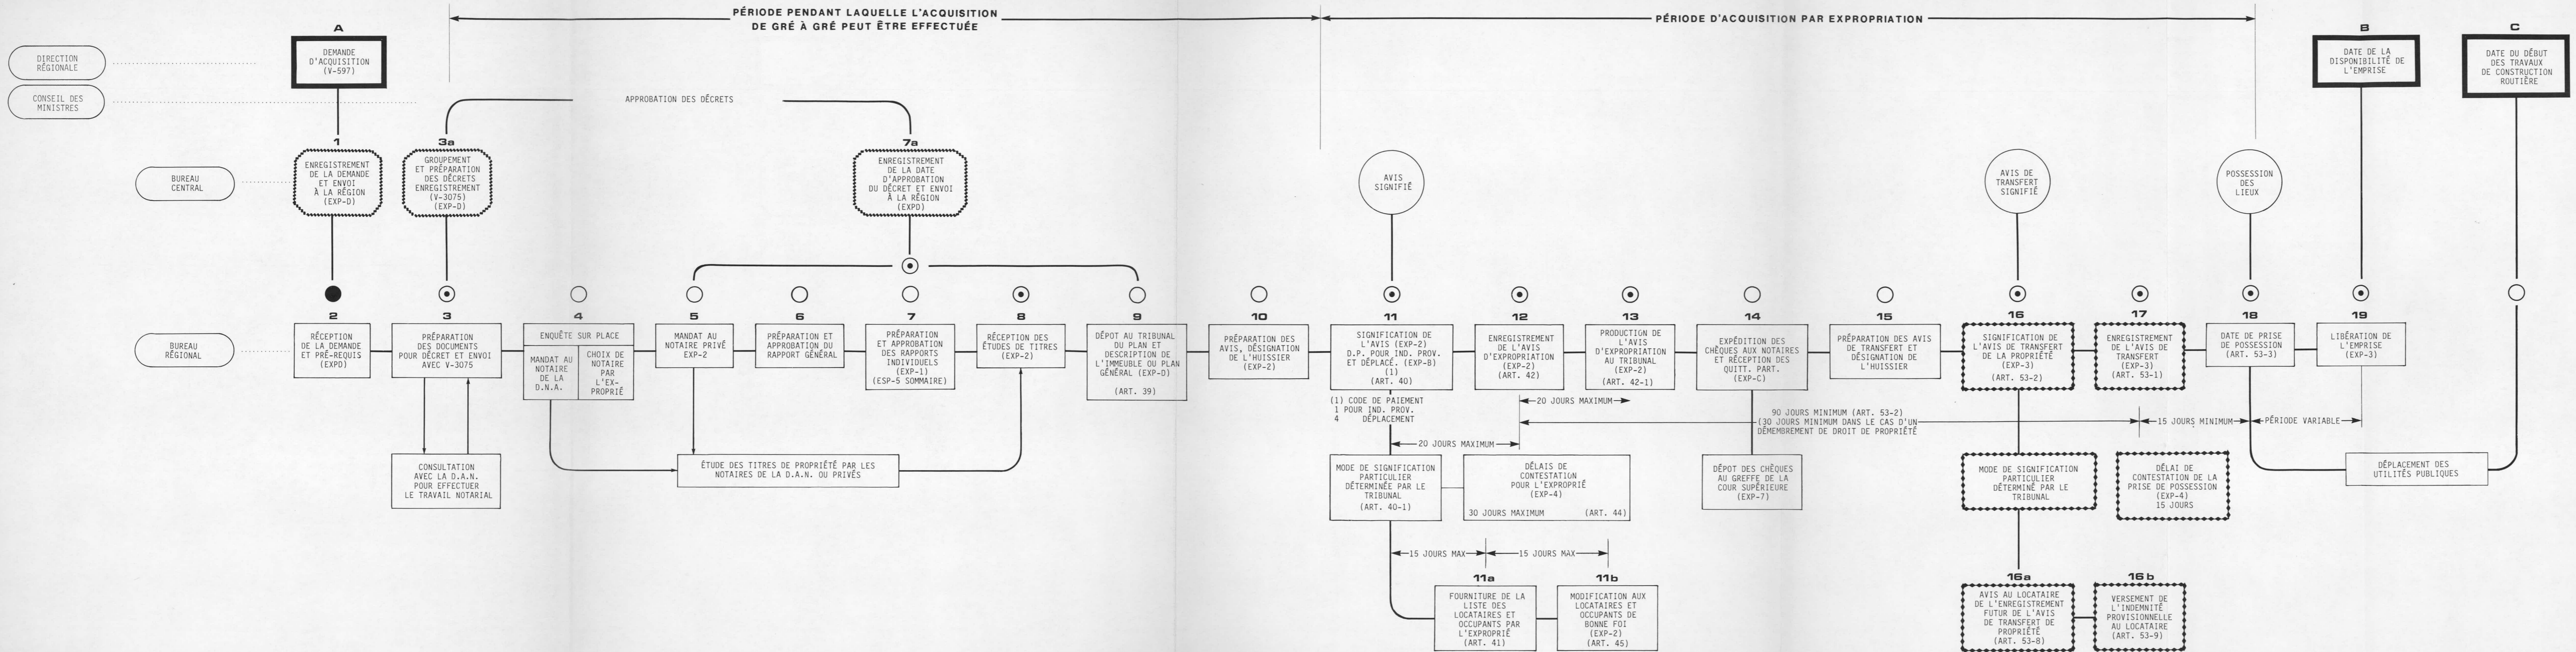 PÉRIODE PENDANT LAQUELLE L'ACQUISITION
DE GRÉ À GRÉ PEUT ÊTRE EFFECTUÉE
PÉRIODE D'ACQUISITION PAR EXPROPRIATION
DIRECTION
RÉGIONALE
CONSEIL DES
MINISTRES
BUREAU
CENTRAL
BUREAU
RÉGIONAL
A
DEMANDE
D'ACQUISITION
(V-597)
B
DATE DE LA
DISPONIBILITÉ DE
L'EMPRISE
C
DATE DU DÉBUT
DES TRAVAUX
DE CONSTRUCTION
ROUTIÈRE
APPROBATION DES DÉCRETS
1
ENREGISTREMENT
DE LA DEMANDE
ET ENVOI
À LA RÉGION
(EXP-D)
3a
GROUPEMENT
ET PRÉPARATION
DES DÉCRETS
ENREGISTREMENT
(V-3075)
(EXP-D)
7a
ENREGISTREMENT
DE LA DATE
D'APPROBATION
DU DÉCRET ET ENVOI
À LA RÉGION
(EXPD)
AVIS
SIGNIFIÉ
AVIS DE
TRANSFERT
SIGNIFIÉ
POSSESSION
DES
LIEUX
2
RÉCEPTION
DE LA DEMANDE
ET PRÉ-REQUIS
(EXPD)
3
PRÉPARATION
DES DOCUMENTS
POUR DÉCRET ET ENVOI
AVEC V-3075
4
ENQUÊTE SUR PLACE
MANDAT AU
NOTAIRE
DE LA
D.N.A.
CHOIX DE
NOTAIRE
PAR
L'EX-
PROPRIÉ
5
MANDAT AU
NOTAIRE PRIVÉ
EXP-2
6
PRÉPARATION ET
APPROBATION DU
RAPPORT GÉNÉRAL
7
PRÉPARATION
ET APPROBATION
DES RAPPORTS
INDIVIDUELS
(EXP-1)
(ESP-5 SOMMAIRE)
8
RÉCEPTION DES
ÉTUDES DE TITRES
(EXP-2)
9
DÉPOT AU TRIBUNAL
DU PLAN ET
DESCRIPTION DE
L'IMMEUBLE OU PLAN
GÉNÉRAL (EXP-D)
(ART. 39)
10
PRÉPARATION DES
AVIS, DÉSIGNATION
DE L'HUISSIER
(EXP-2)
11
SIGNIFICATION DE
L'AVIS (EXP-2)
D.P. POUR IND. PROV.
ET DÉPLACÉ. (EXP-B)
(1)
(ART. 40)
12
ENREGISTREMENT
DE L'AVIS
D'EXPROPRIATION
(EXP-2)
(ART. 42)
13
PRODUCTION DE
L'AVIS
D'EXPROPRIATION
AU TRIBUNAL
(EXP-2)
(ART. 42-1)
14
EXPÉDITION DES
CHÈQUES AUX NOTAIRES
ET RÉCEPTION DES
QUITT. PART.
(EXP-C)
15
PRÉPARATION DES AVIS
DE TRANSFERT ET
DÉSIGNATION DE
L'HUISSIER
16
SIGNIFICATION DE
L'AVIS DE TRANSFERT
DE LA PROPRIÉTÉ
(EXP-3)
(ART. 53-2)
17
ENREGISTREMENT
DE L'AVIS DE
TRANSFERT
(EXP-3)
(ART. 53-1)
18
DATE DE PRISE
DE POSSESSION
(ART. 53-3)
19
LIBÉRATION DE
L'EMPRISE
(EXP-3)
(1) CODE DE PAIEMENT
1 POUR IND. PROV.
4 DÉPLACEMENT
20 JOURS MAXIMUM
20 JOURS MAXIMUM
90 JOURS MINIMUM (ART. 53-2)
(30 JOURS MINIMUM DANS LE CAS D'UN
DÉMEMBREMENT DE DROIT DE PROPRIÉTÉ
15 JOURS MINIMUM
PÉRIODE VARIABLE
CONSULTATION
AVEC LA D.A.N.
POUR EFFECTUER
LE TRAVAIL NOTARIAL
ÉTUDE DES TITRES DE PROPRIÉTÉ PAR LES
NOTAIRES DE LA D.A.N. OU PRIVÉS
MODE DE SIGNIFICATION
PARTICULIER
DÉTERMINÉE PAR LE
TRIBUNAL
(ART. 40-1)
DÉLAIS DE
CONTESTATION
POUR L'EXPROPRIÉ
(EXP-4)
30 JOURS MAXIMUM (ART. 44)
DÉPOT DES CHÈQUES
AU GREFFE DE LA
COUR SUPÉRIEURE
(EXP-7)
MODE DE SIGNIFICATION
PARTICULIER
DÉTERMINÉ PAR LE
TRIBUNAL
DÉLAI DE
CONTESTATION DE LA
PRISE DE POSSESSION
(EXP-4)
15 JOURS
DÉPLACEMENT DES
UTILITÉS PUBLIQUES
15 JOURS MAX
15 JOURS MAX
11a
FOURNITURE DE LA
LISTE DES
LOCATAIRES ET
OCCUPANTS PAR
L'EXPROPRIÉ
(ART. 41)
11b
MODIFICATION AUX
LOCATAIRES ET
OCCUPANTS DE
BONNE FOI
(EXP-2)
(ART. 45)
16a
AVIS AU LOCATAIRE
DE L'ENREGISTREMENT
FUTUR DE L'AVIS
DE TRANSFERT DE
PROPRIÉTÉ
(ART. 53-8)
16b
VERSEMENT DE
L'INDEMNITÉ
PROVISIONNELLE
AU LOCATAIRE
(ART. 53-9)